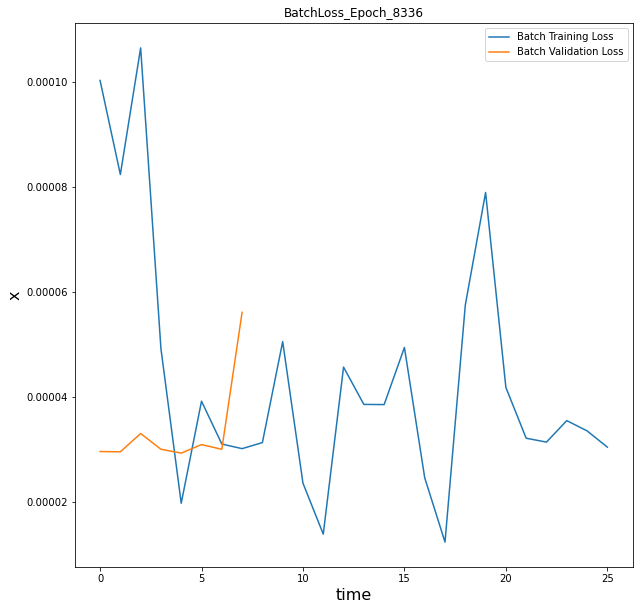 BatchLoss_Epoch_8336
Batch Training Loss
Batch Validation Loss
0.00010
0.00008
0.00006
0.00004
0.00002
x
0 5 10 15 20 25
time